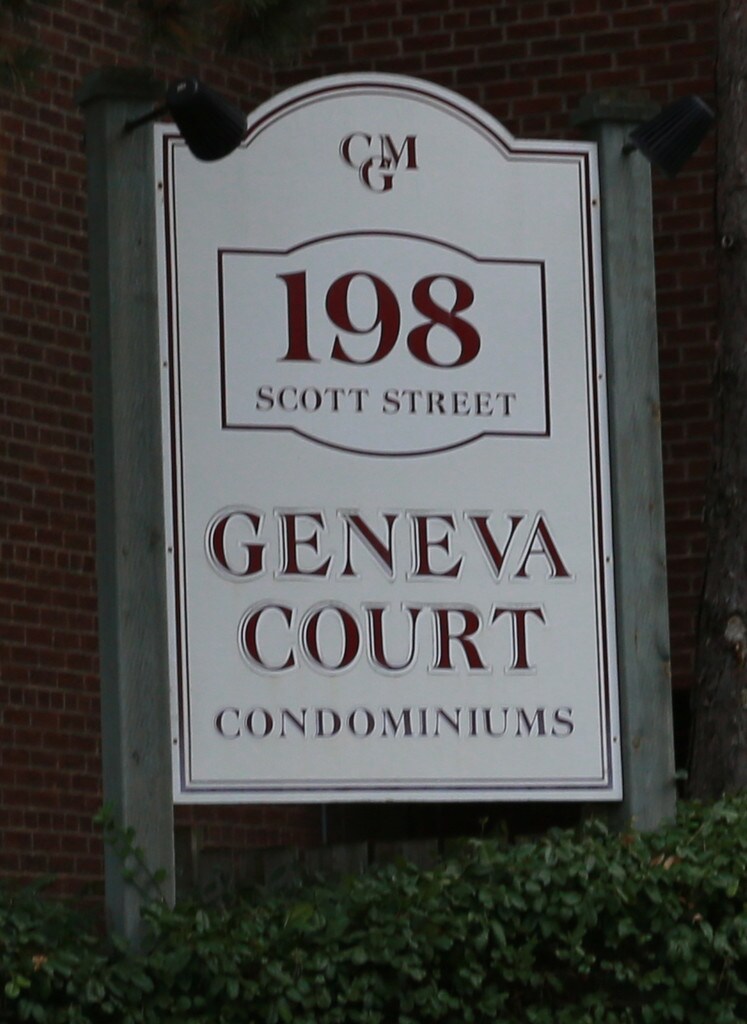 CGM
198
SCOTT STREET
GENEVA
COURT
CONDOMINIUMS